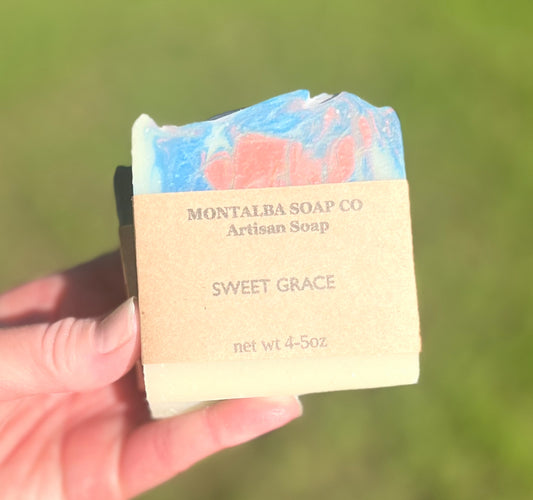 MONTALBA SOAP CO
Artisan Soap
SWEET GRACE
net wt 4-5oz